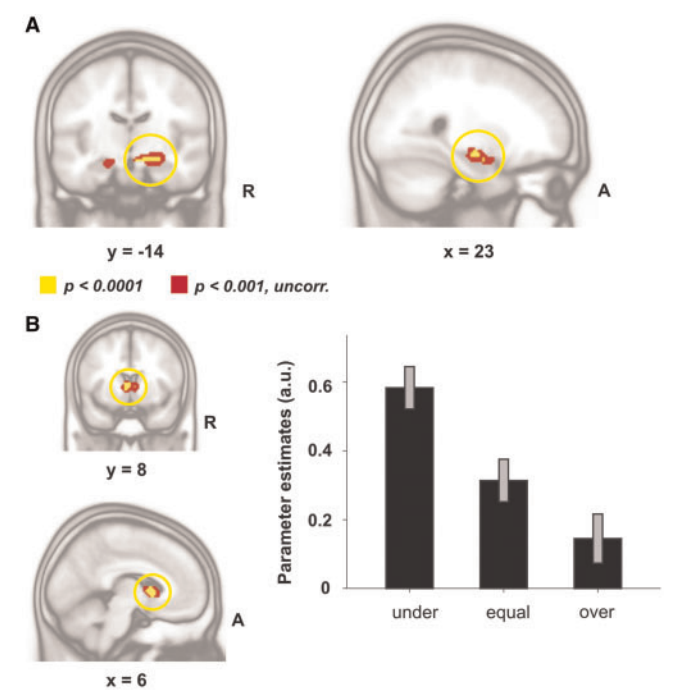 A
R
A
y = -14
x = 23
p < 0.0001
p < 0.001, uncorr.
B
R
y = 8
A
x = 6
Parameter estimates (a.u.)
0.6
0.4
0.2
0
under equal over